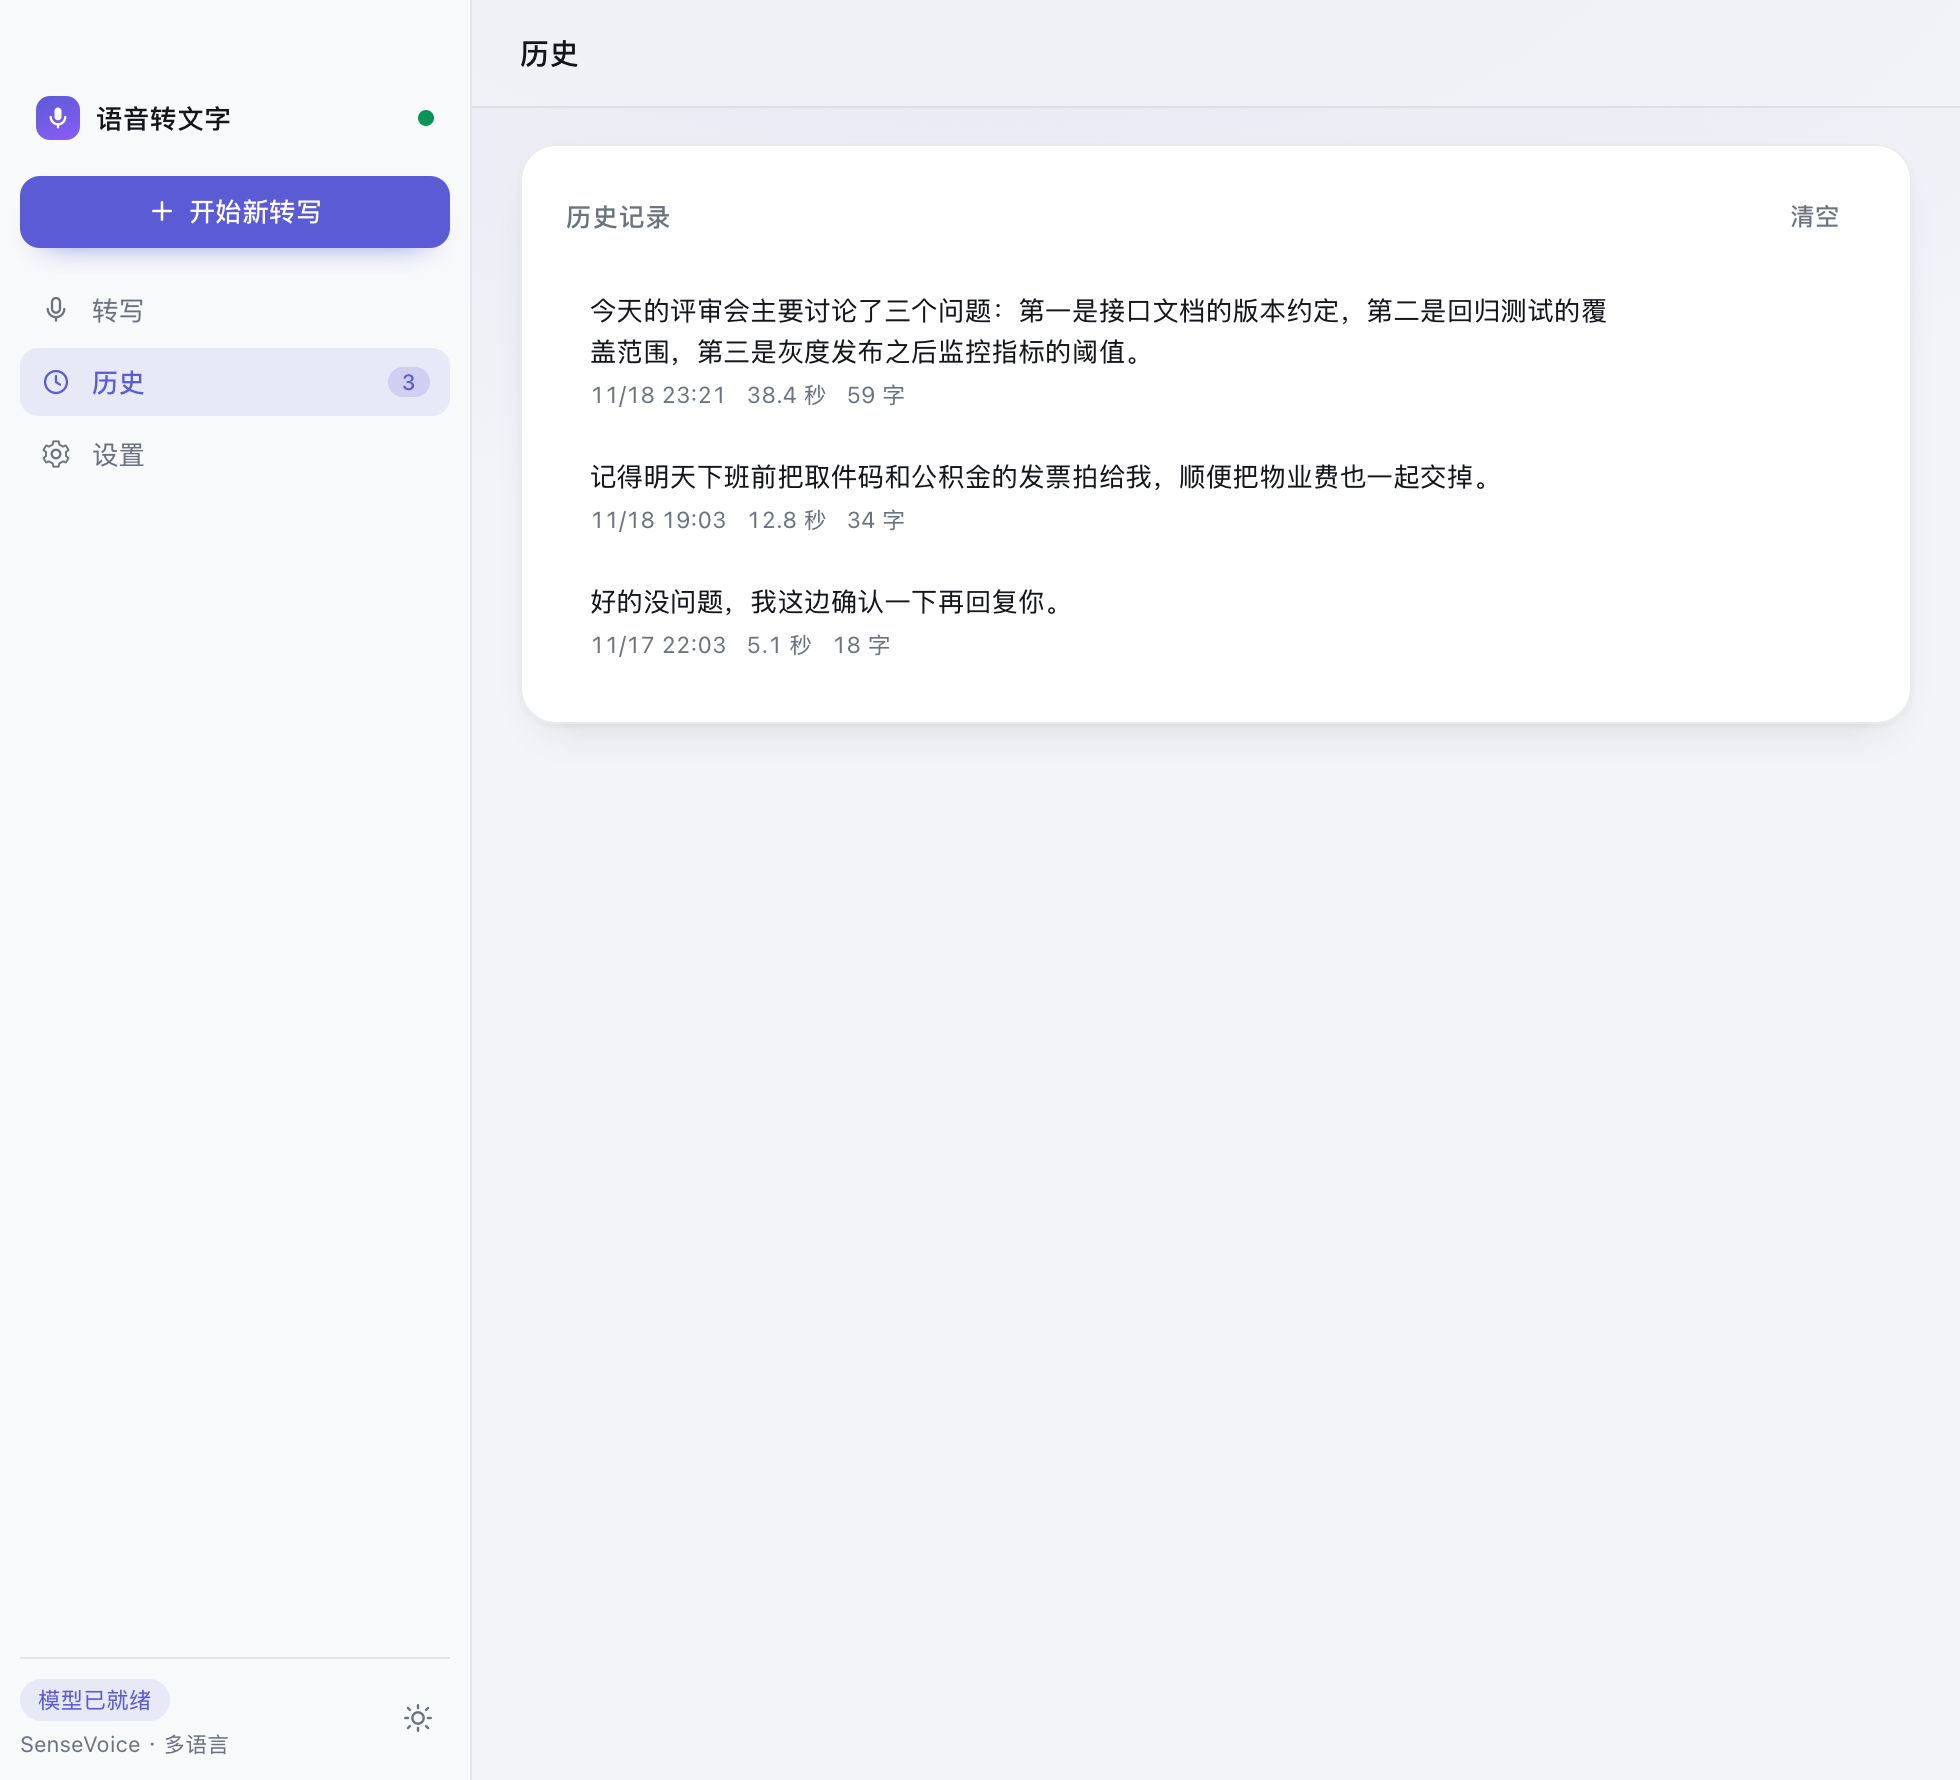 语音转文字
开始新转写
转写
历史 3
设置
模型已就绪
SenseVoice · 多语言
历史
历史记录 清空
今天的评审会主要讨论了三个问题：第一是接口文档的版本约定，第二是回归测试的覆
盖范围，第三是灰度发布之后监控指标的阈值。
11/18 23:21 38.4 秒 59 字
记得明天下班前把取件码和公积金的发票拍给我，顺便把物业费也一起交掉。
11/18 19:03 12.8 秒 34 字
好的没问题，我这边确认一下再回复你。
11/17 22:03 5.1 秒 18 字